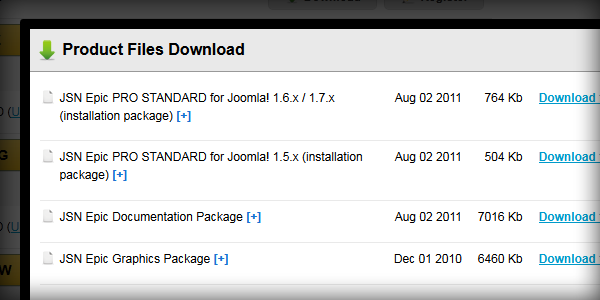 Download
Register
Product Files Download
JSN Epic PRO STANDARD for Joomla! 1.6.x / 1.7.x (installation package) [+] Aug 02 2011 764 Kb Download
JSN Epic PRO STANDARD for Joomla! 1.5.x (installation package) [+] Aug 02 2011 504 Kb Download
JSN Epic Documentation Package [+] Aug 02 2011 7016 Kb Download
JSN Epic Graphics Package [+] Dec 01 2010 6460 Kb Download